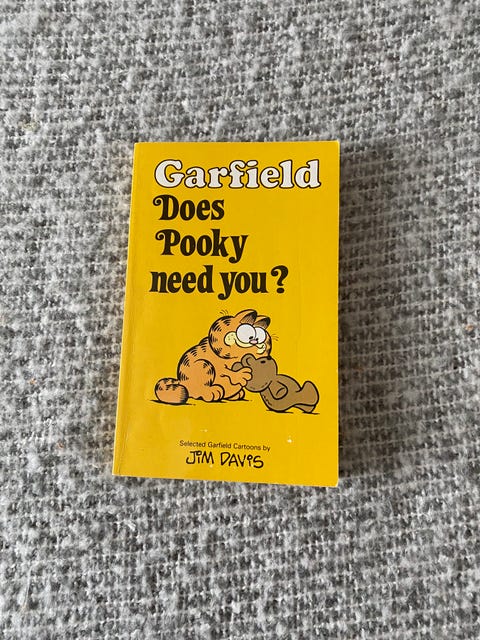 Garfield
Does
Pooky
need you?
Selected Garfield Cartoons by
JIM DAVIS